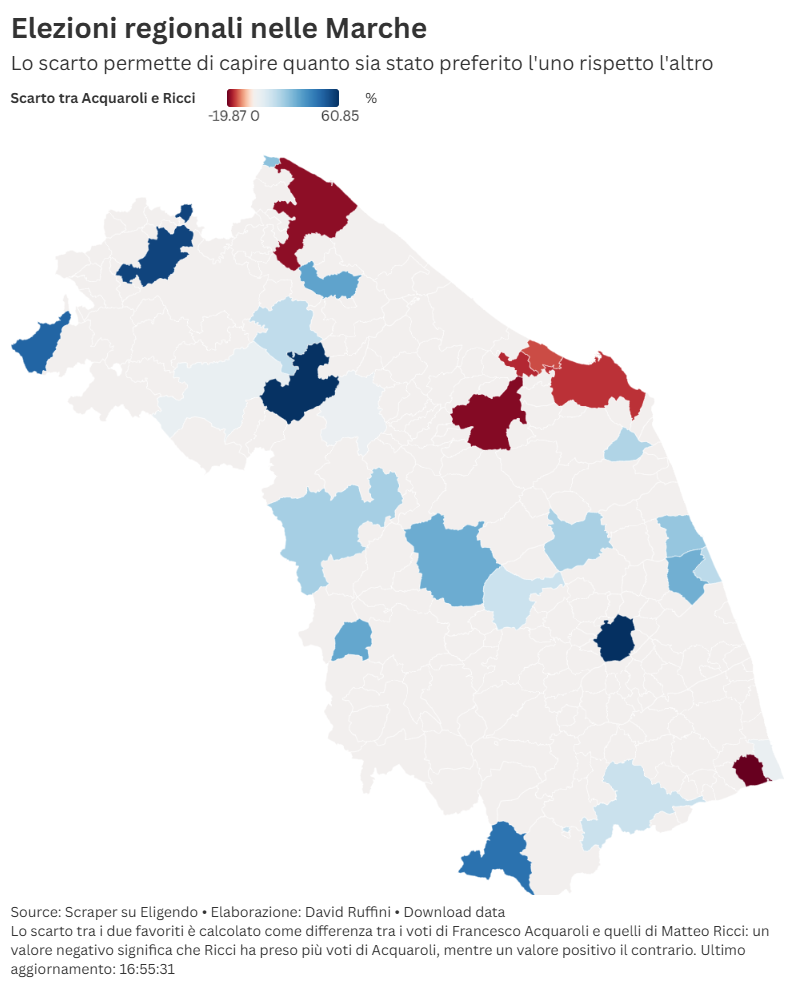 Elezioni regionali nelle Marche
Lo scarto permette di capire quanto sia stato preferito l'uno rispetto l'altro
Scarto tra Acquaroli e Ricci
%
-19.87 0 60.85
Source: Scraper su Eligendo • Elaborazione: David Ruffini • Download data
Lo scarto tra i due favoriti è calcolato come differenza tra i voti di Francesco Acquaroli e quelli di Matteo Ricci: un
valore negativo significa che Ricci ha preso più voti di Acquaroli, mentre un valore positivo il contrario. Ultimo
aggiornamento: 16:55:31